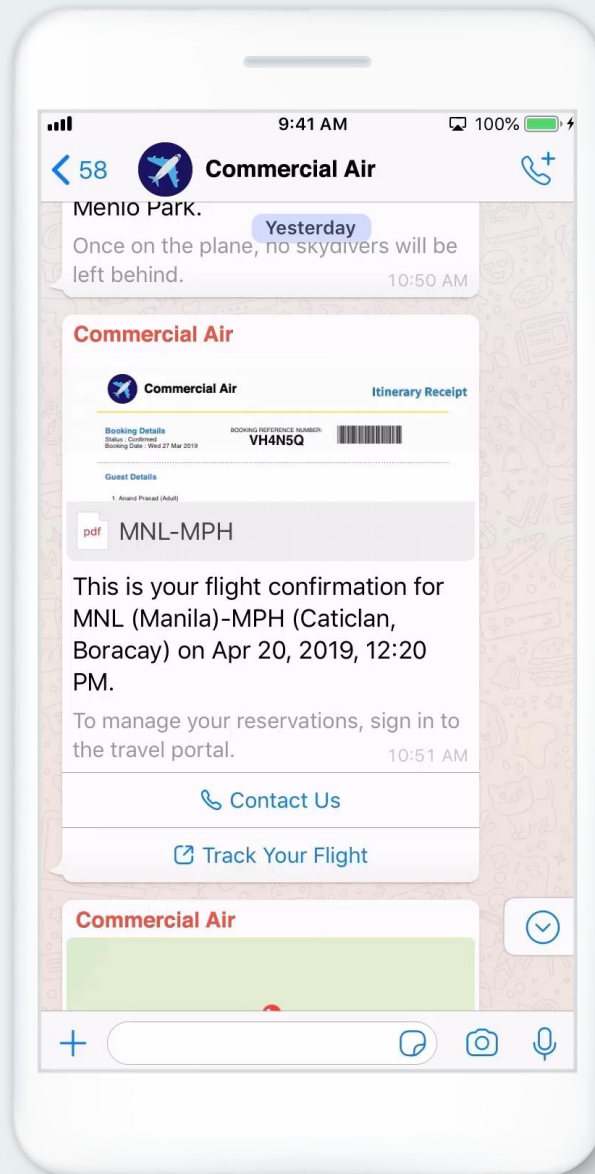 9:41 AM
100%
58
Commercial Air
Menlo Park.
Yesterday
Once on the plane, no skydivers will be
left behind.
10:50 AM
Commercial Air
Commercial Air
Itinerary Receipt
Booking Details
Status : Confirmed
Booking Date : Wed 27 Mar 2019
BOOKING REFERENCE NUMBER:
VH4N5Q
Guest Details
1. Anand Prasad (Adult)
pdf
MNL-MPH
This is your flight confirmation for
MNL (Manila)-MPH (Caticlan,
Boracay) on Apr 20, 2019, 12:20
PM.
To manage your reservations, sign in to
the travel portal.
10:51 AM
Contact Us
Track Your Flight
Commercial Air